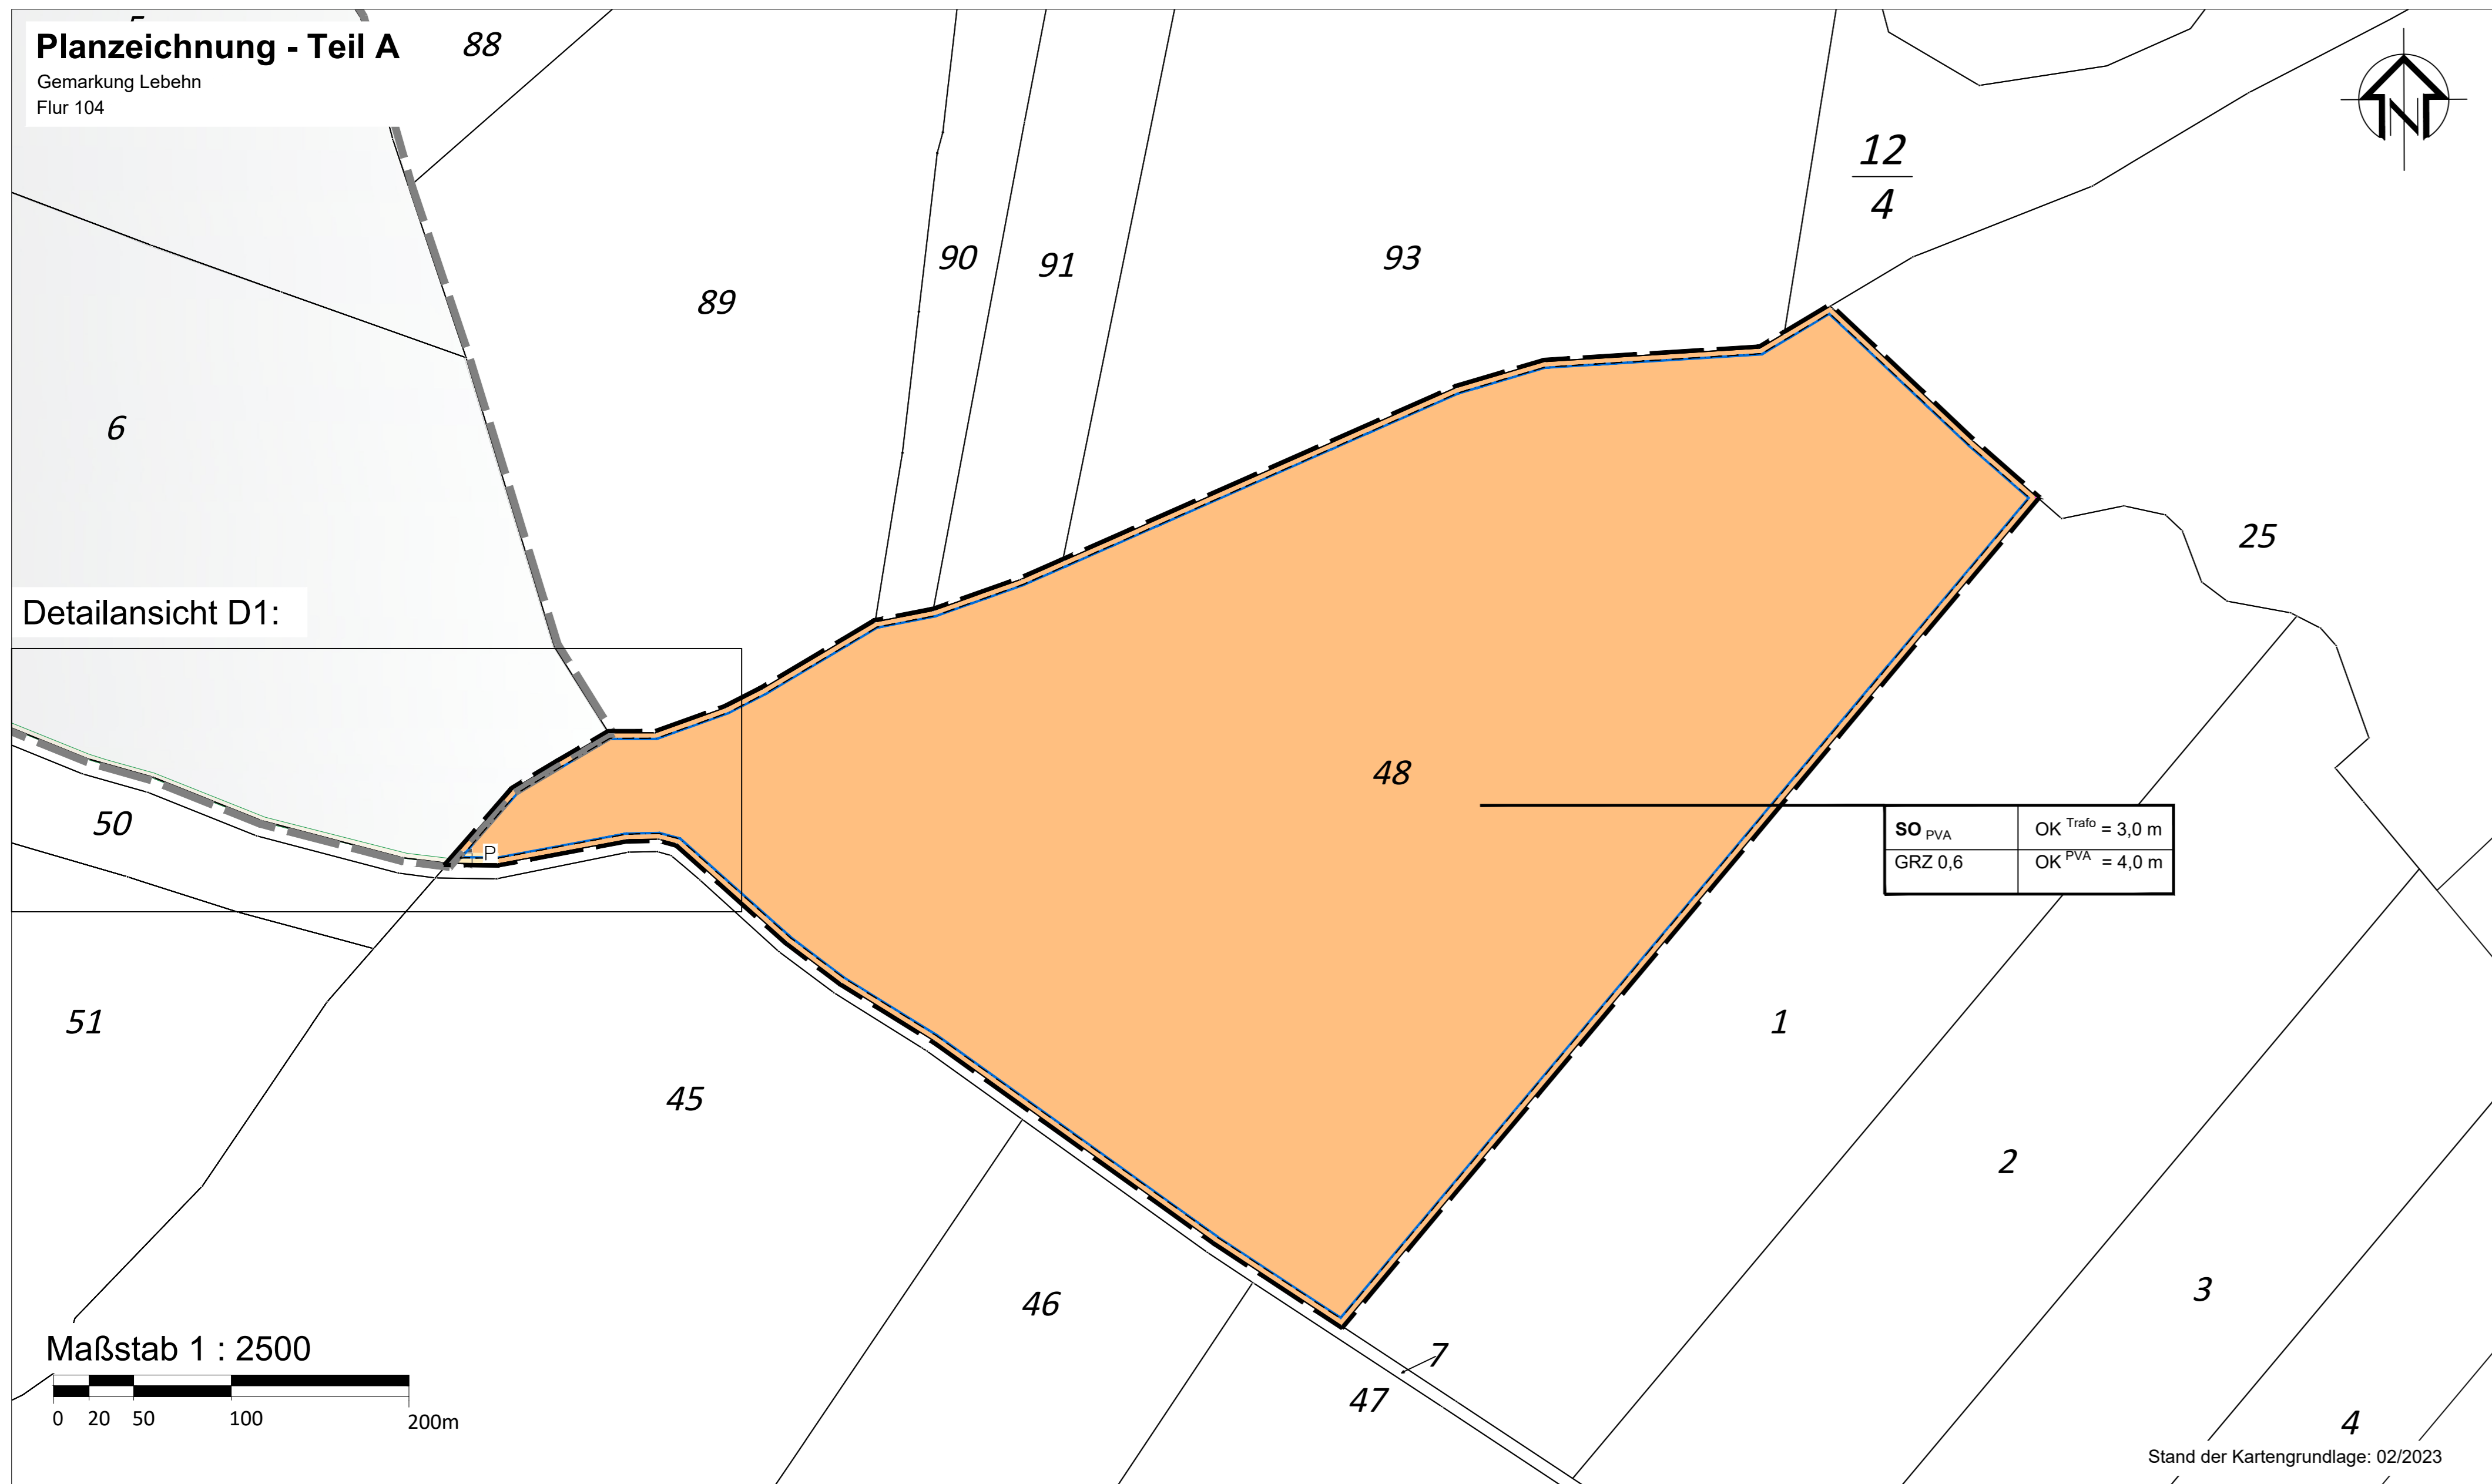 Planzeichnung - Teil A
Gemarkung Lebehn
Flur 104
88
N
12
4
90
91
93
89
6
25
Detailansicht D1:
48
50
P
SO PVA
OK Trafo = 3,0 m
GRZ 0,6
OK PVA = 4,0 m
51
1
45
2
46
3
7
47
4
Maßstab 1 : 2500
0 20 50 100 200m
Stand der Kartengrundlage: 02/2023